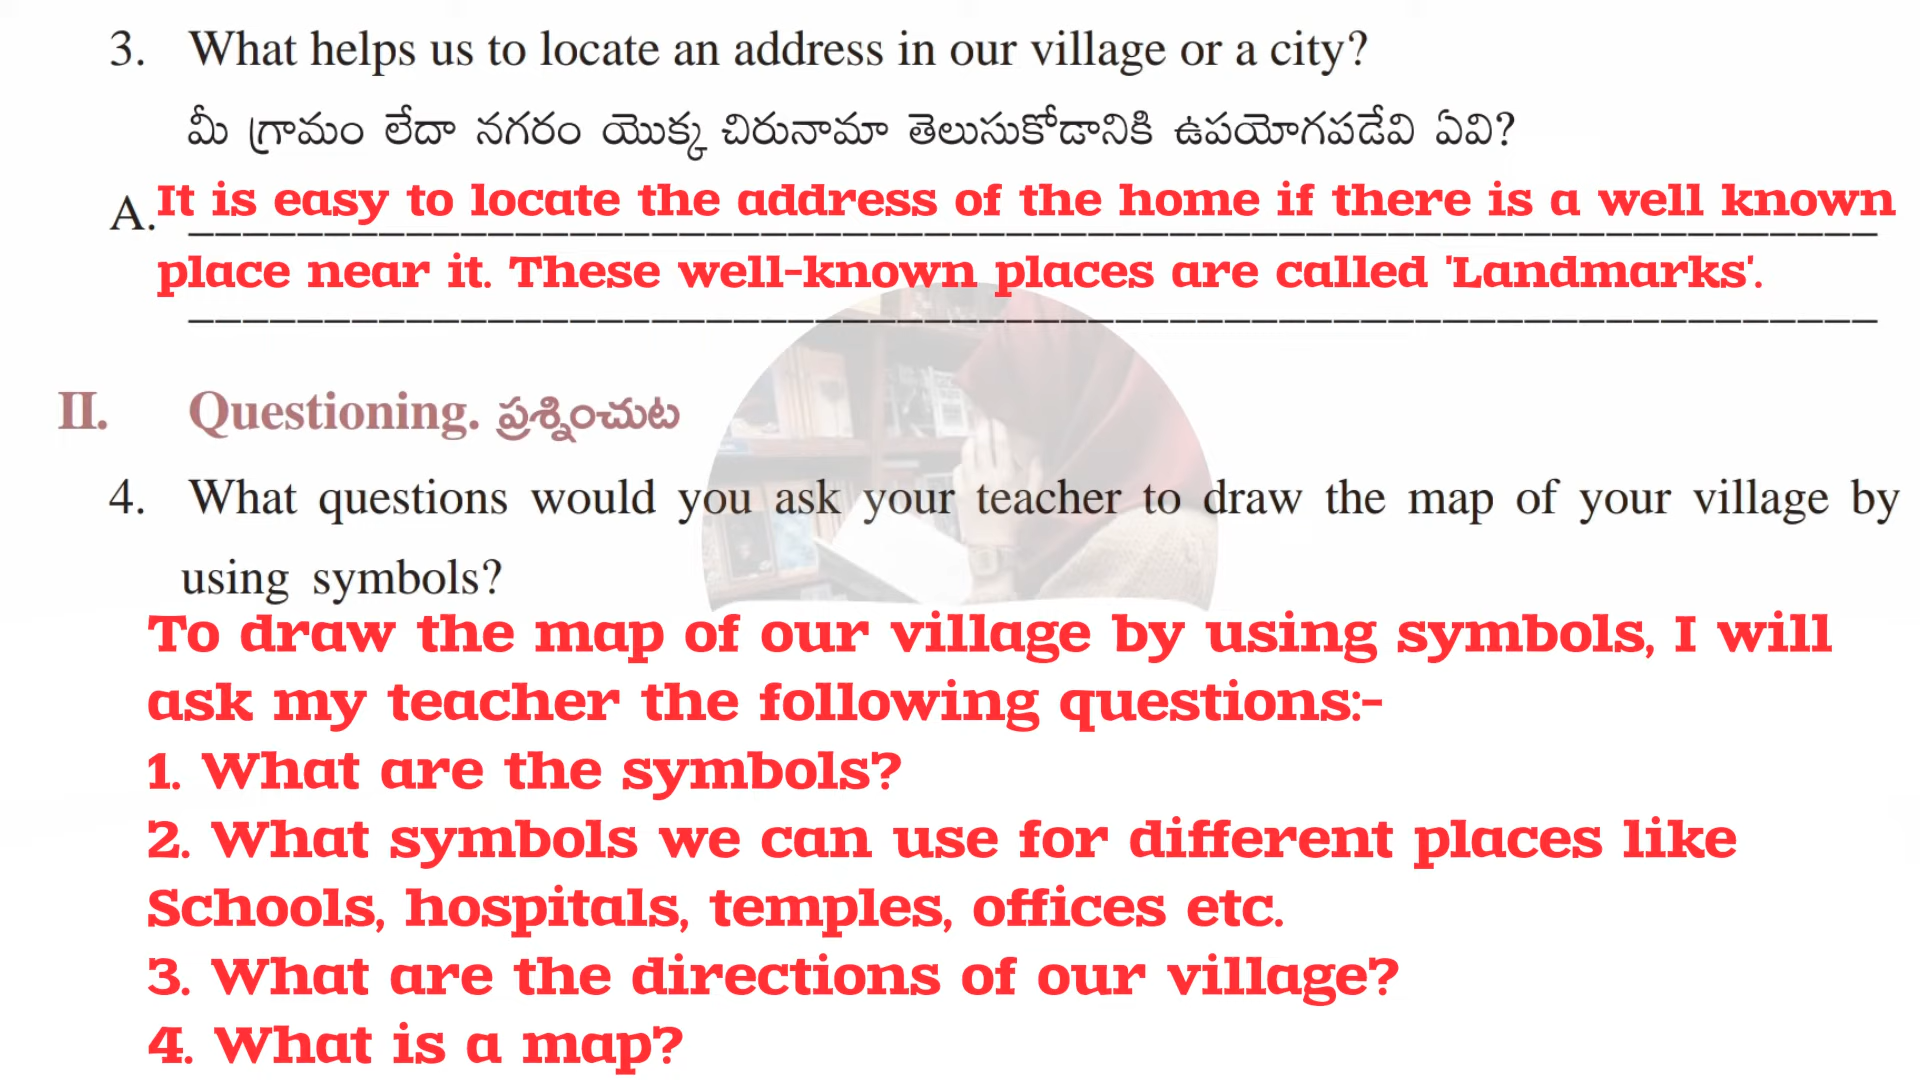 3. What helps us to locate an address in our village or a city?
మీ గ్రామం లేదా నగరం యొక్క చిరునామా తెలుసుకోడానికి ఉపయోగపడేవి ఏవి?
A. It is easy to locate the address of the home if there is a well known
place near it. These well-known places are called 'Landmarks'.
II. Questioning. ప్రశ్నించుట
4. What questions would you ask your teacher to draw the map of your village by
using symbols?
To draw the map of our village by using symbols, I will
ask my teacher the following questions:-
1. What are the symbols?
2. What symbols we can use for different places like
Schools, hospitals, temples, offices etc.
3. What are the directions of our village?
4. What is a map?